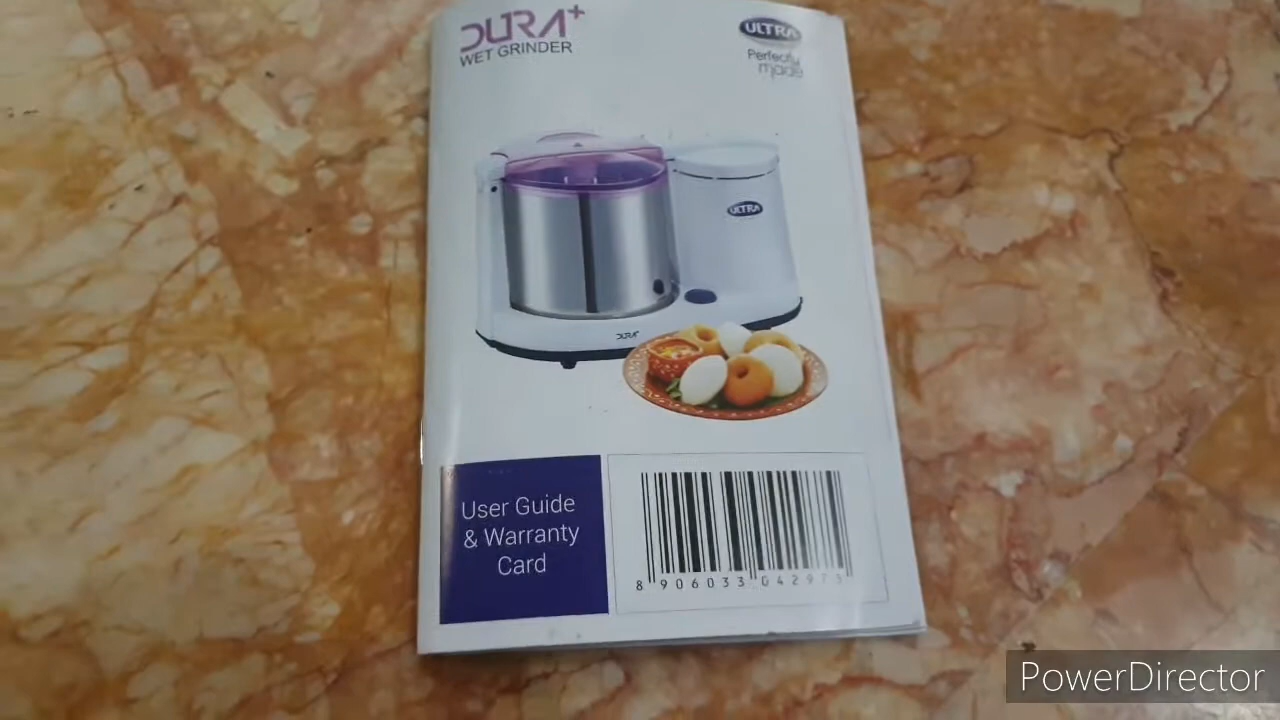 DURA+
WET GRINDER
ULTRA
Perfectly
made
ULTRA
DURA+
User Guide
& Warranty
Card
8 906033 042973
PowerDirector